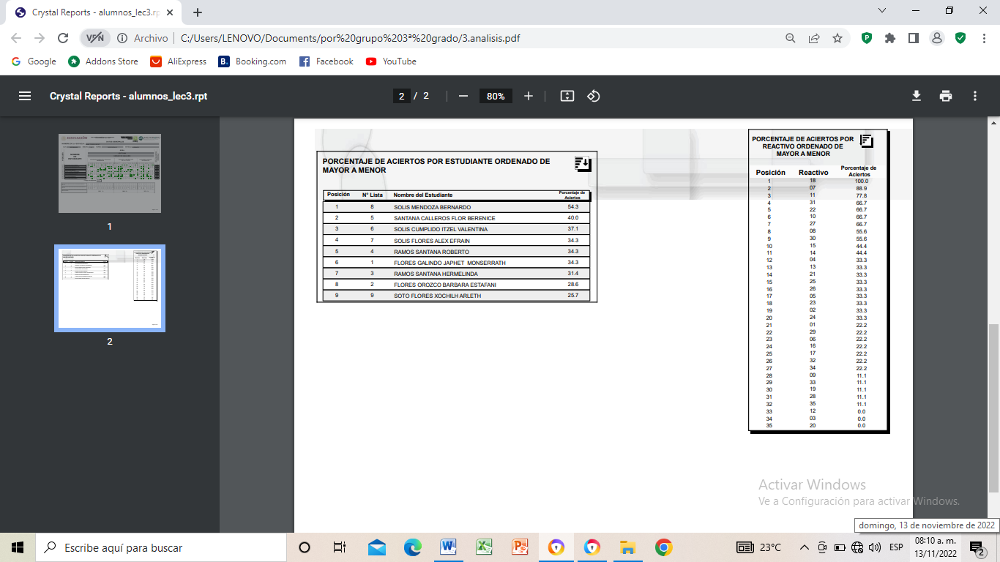 Crystal Reports - alumnos_lec3.rp
VPN Archivo C:/Users/LENOVO/Documents/por%20grupo%203ª%20grado/3.analisis.pdf
Google Addons Store AliExpress Booking.com Facebook YouTube
Crystal Reports - alumnos_lec3.rpt 2 / 2 80%
1
2
PORCENTAJE DE ACIERTOS POR ESTUDIANTE ORDENADO DE
MAYOR A MENOR
Posición N° Lista Nombre del Estudiante Porcentaje de Aciertos
1 8 SOLIS MENDOZA BERNARDO 54.3
2 5 SANTANA CALLEROS FLOR BERENICE 40.0
3 6 SOLIS CUMPLIDO ITZEL VALENTINA 37.1
4 7 SOLIS FLORES ALEX EFRAIN 34.3
5 4 RAMOS SANTANA ROBERTO 34.3
6 1 FLORES GALINDO JAPHET MONSERRATH 34.3
7 3 RAMOS SANTANA HERMELINDA 31.4
8 2 FLORES OROZCO BARBARA ESTAFANI 28.6
9 9 SOTO FLORES XOCHILH ARLETH 25.7
PORCENTAJE DE ACIERTOS POR
REACTIVO ORDENADO DE
MAYOR A MENOR
Posición Reactivo Porcentaje de Aciertos
1 18 100.0
2 07 88.9
3 11 77.8
4 31 66.7
5 22 66.7
6 10 66.7
7 27 66.7
8 08 55.6
9 30 55.6
10 15 44.4
11 14 44.4
12 04 33.3
13 13 33.3
14 21 33.3
15 25 33.3
16 26 33.3
17 05 33.3
18 23 33.3
19 02 33.3
20 24 33.3
21 01 22.2
22 29 22.2
23 06 22.2
24 16 22.2
25 17 22.2
26 32 22.2
27 34 22.2
28 09 11.1
29 33 11.1
30 19 11.1
31 28 11.1
32 35 11.1
33 12 0.0
34 03 0.0
35 20 0.0
Activar Windows
Ve a Configuración para activar Windows.
domingo, 13 de noviembre de 2022
Escribe aquí para buscar 23°C ESP 08:10 a. m.
13/11/2022 2